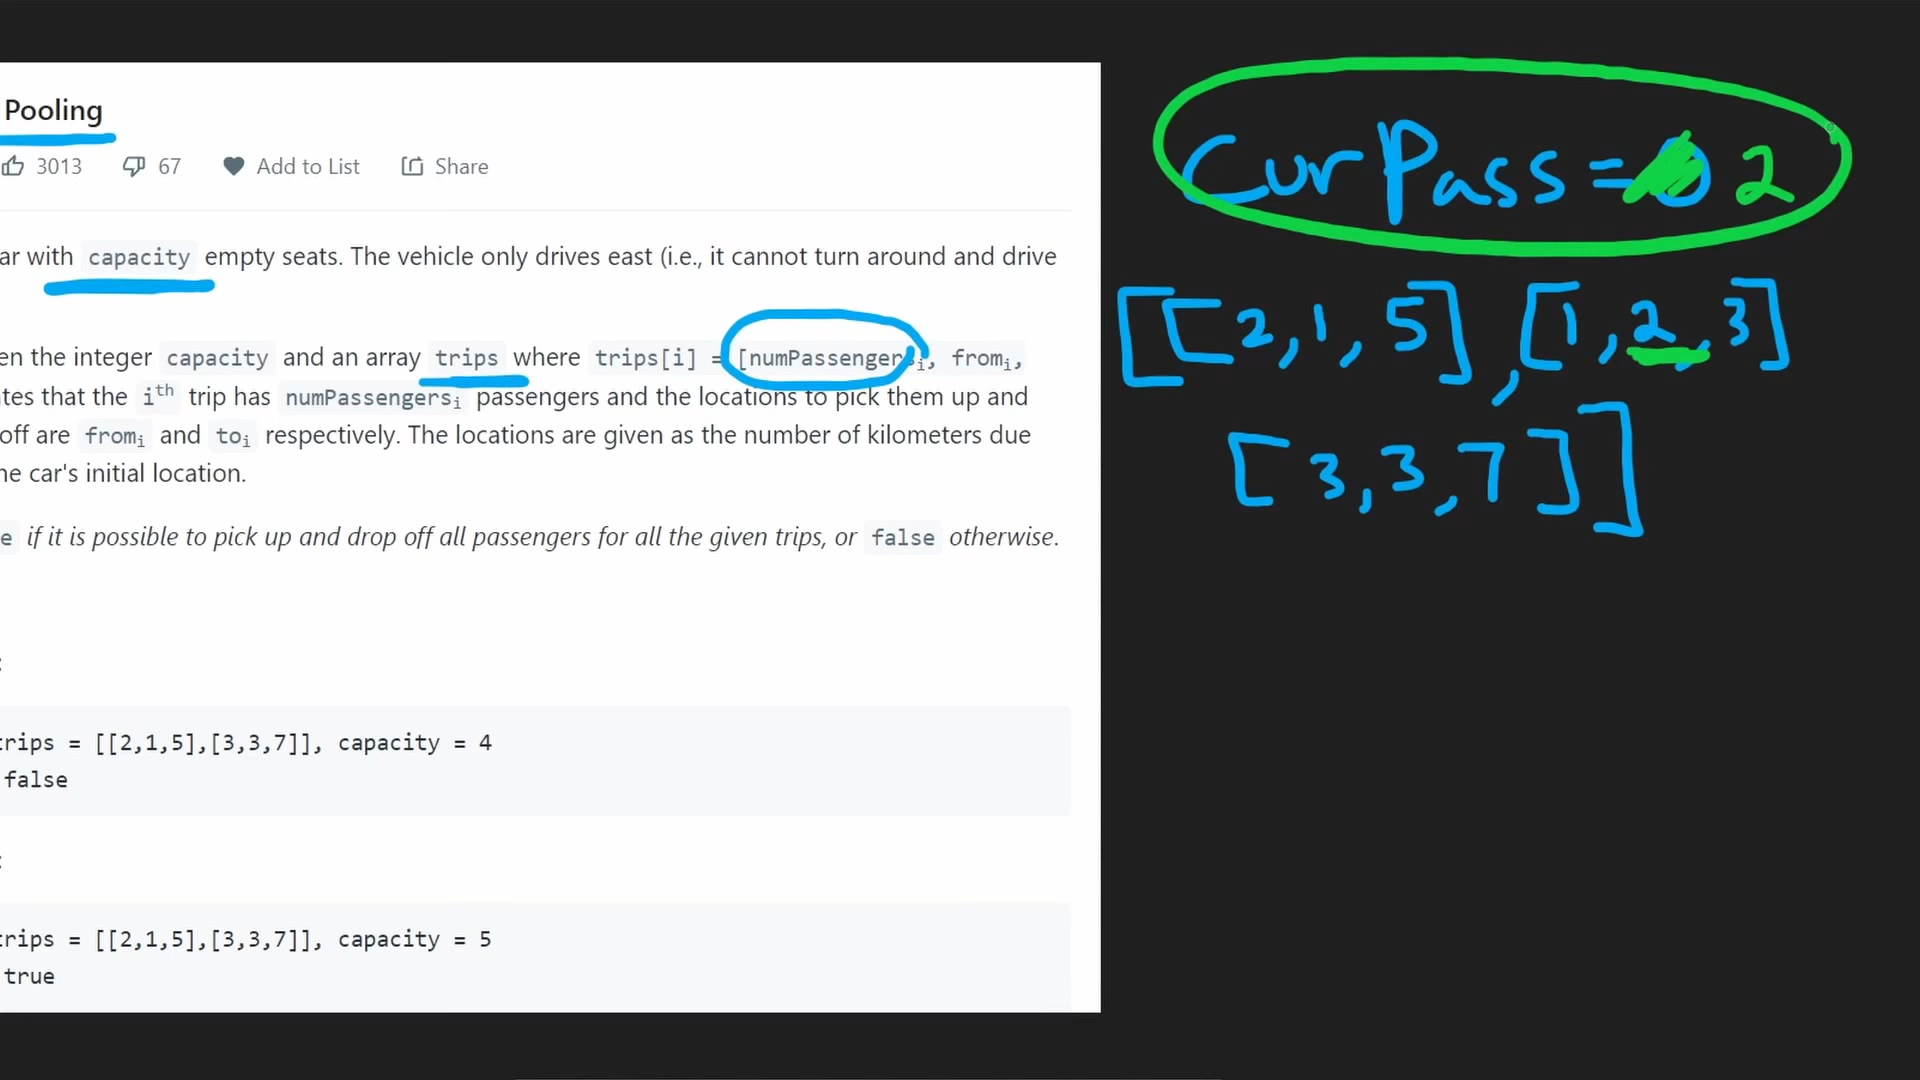 Pooling
3013 67 Add to List Share
ar with capacity empty seats. The vehicle only drives east (i.e., it cannot turn around and drive
en the integer capacity and an array trips where trips[i] = [numPassengersi, fromi,
ates that the ith trip has numPassengersi passengers and the locations to pick them up and
off are fromi and toi respectively. The locations are given as the number of kilometers due
he car's initial location.
e if it is possible to pick up and drop off all passengers for all the given trips, or false otherwise.
:
trips = [[2,1,5],[3,3,7]], capacity = 4
false
:
trips = [[2,1,5],[3,3,7]], capacity = 5
true
CurPass = 2
[[2,1,5],[1,2,3]
[3,3,7]]